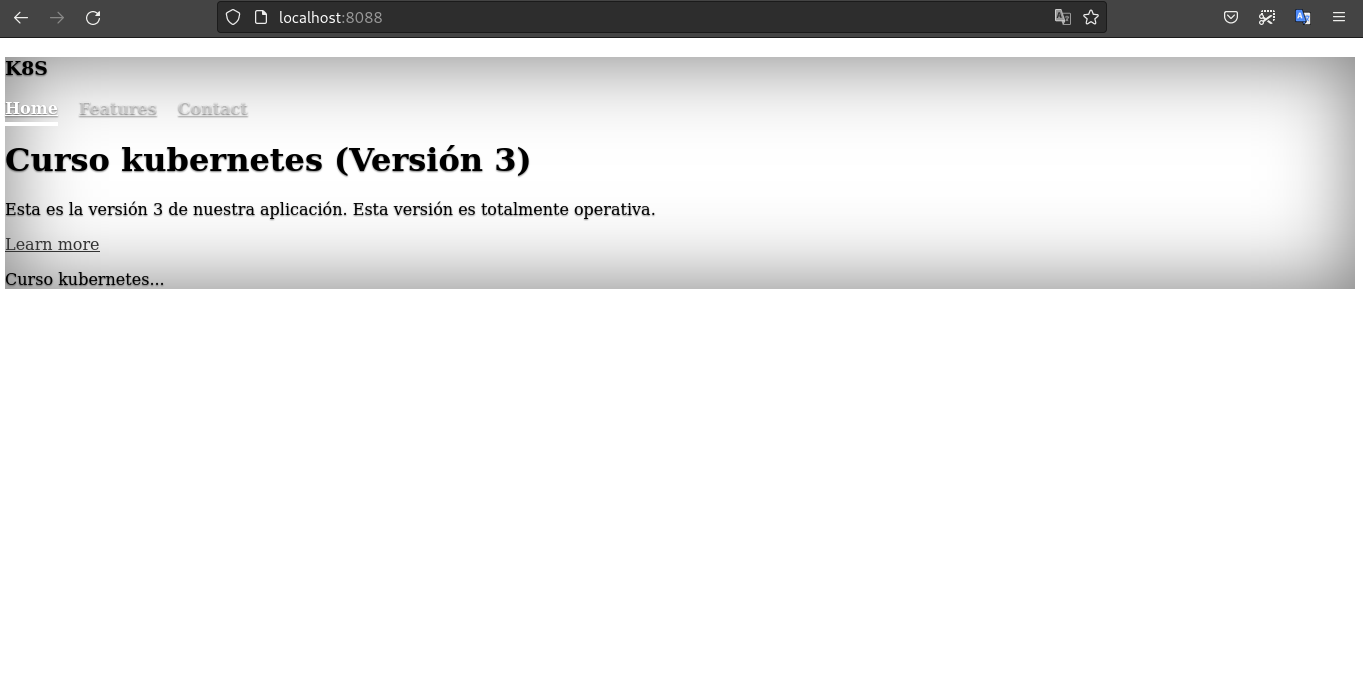 localhost:8088
K8S
Home Features Contact
Curso kubernetes (Versión 3)
Esta es la versión 3 de nuestra aplicación. Esta versión es totalmente operativa.
Learn more
Curso kubernetes...